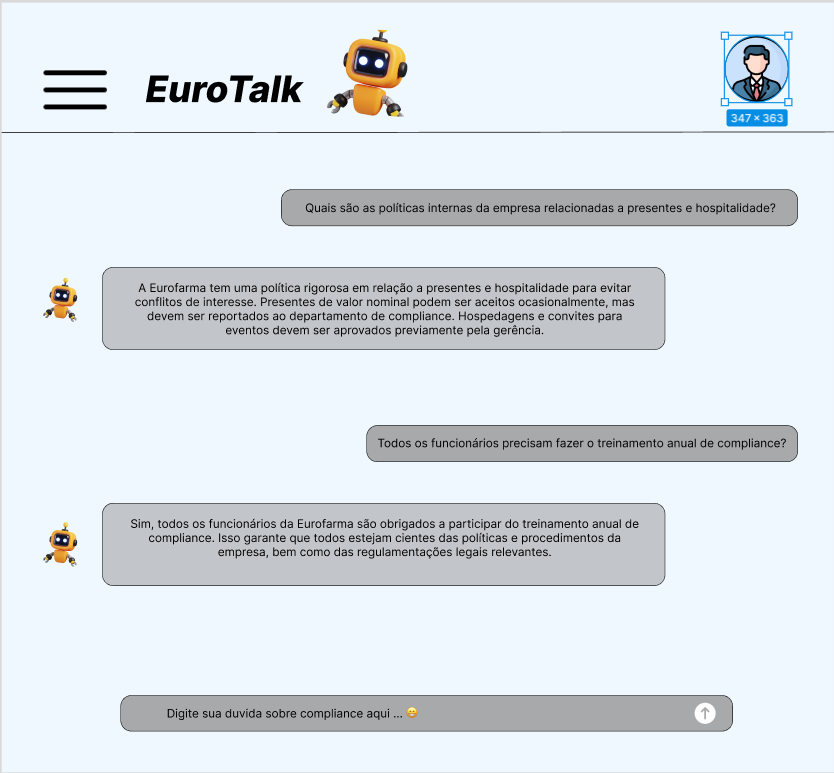 EuroTalk
347 × 363
Quais são as políticas internas da empresa relacionadas a presentes e hospitalidade?
A Eurofarma tem uma política rigorosa em relação a presentes e hospitalidade para evitar
conflitos de interesse. Presentes de valor nominal podem ser aceitos ocasionalmente, mas
devem ser reportados ao departamento de compliance. Hospedagens e convites para
eventos devem ser aprovados previamente pela gerência.
Todos os funcionários precisam fazer o treinamento anual de compliance?
Sim, todos os funcionários da Eurofarma são obrigados a participar do treinamento anual de
compliance. Isso garante que todos estejam cientes das políticas e procedimentos da
empresa, bem como das regulamentações legais relevantes.
Digite sua duvida sobre compliance aqui ... 😁